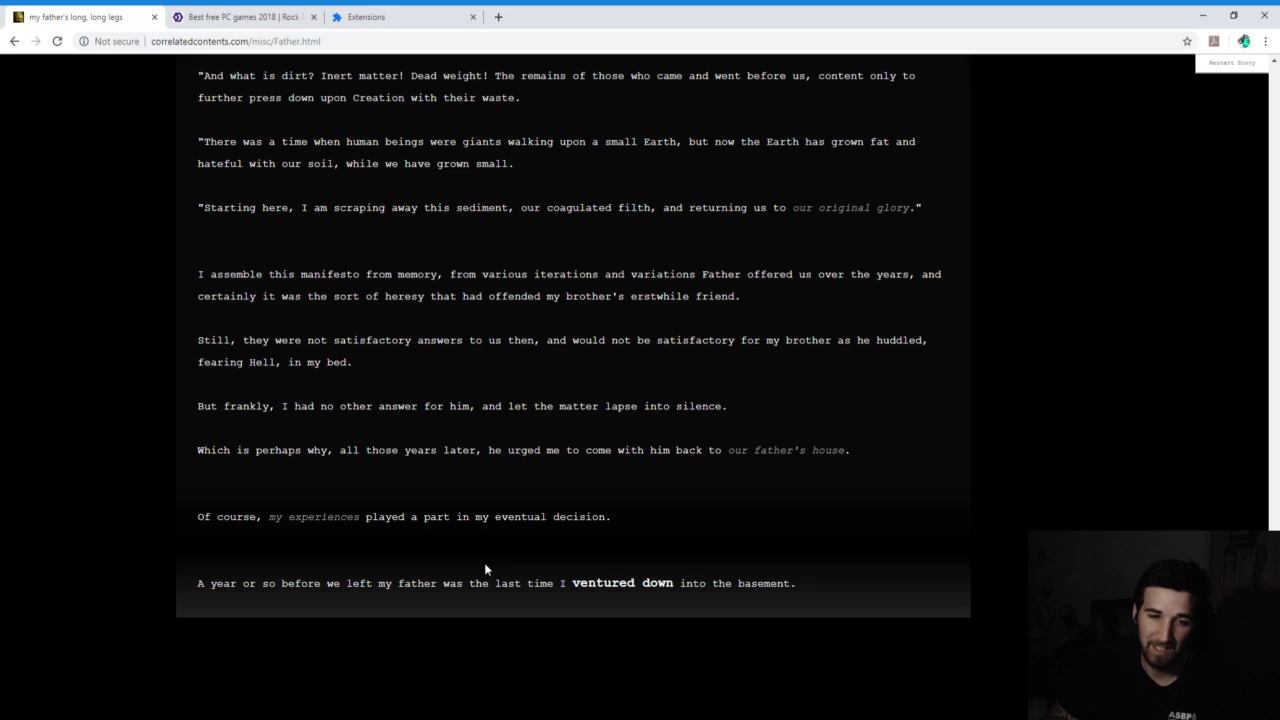 my father's long, long legs
Best free PC games 2018 | Rock
Extensions
Not secure | correlatedcontents.com/misc/Father.html
Restart Story
"And what is dirt? Inert matter! Dead weight! The remains of those who came and went before us, content only to
further press down upon Creation with their waste.
"There was a time when human beings were giants walking upon a small Earth, but now the Earth has grown fat and
hateful with our soil, while we have grown small.
"Starting here, I am scraping away this sediment, our coagulated filth, and returning us to our original glory."
I assemble this manifesto from memory, from various iterations and variations Father offered us over the years, and
certainly it was the sort of heresy that had offended my brother's erstwhile friend.
Still, they were not satisfactory answers to us then, and would not be satisfactory for my brother as he huddled,
fearing Hell, in my bed.
But frankly, I had no other answer for him, and let the matter lapse into silence.
Which is perhaps why, all those years later, he urged me to come with him back to our father's house.
Of course, my experiences played a part in my eventual decision.
A year or so before we left my father was the last time I ventured down into the basement.